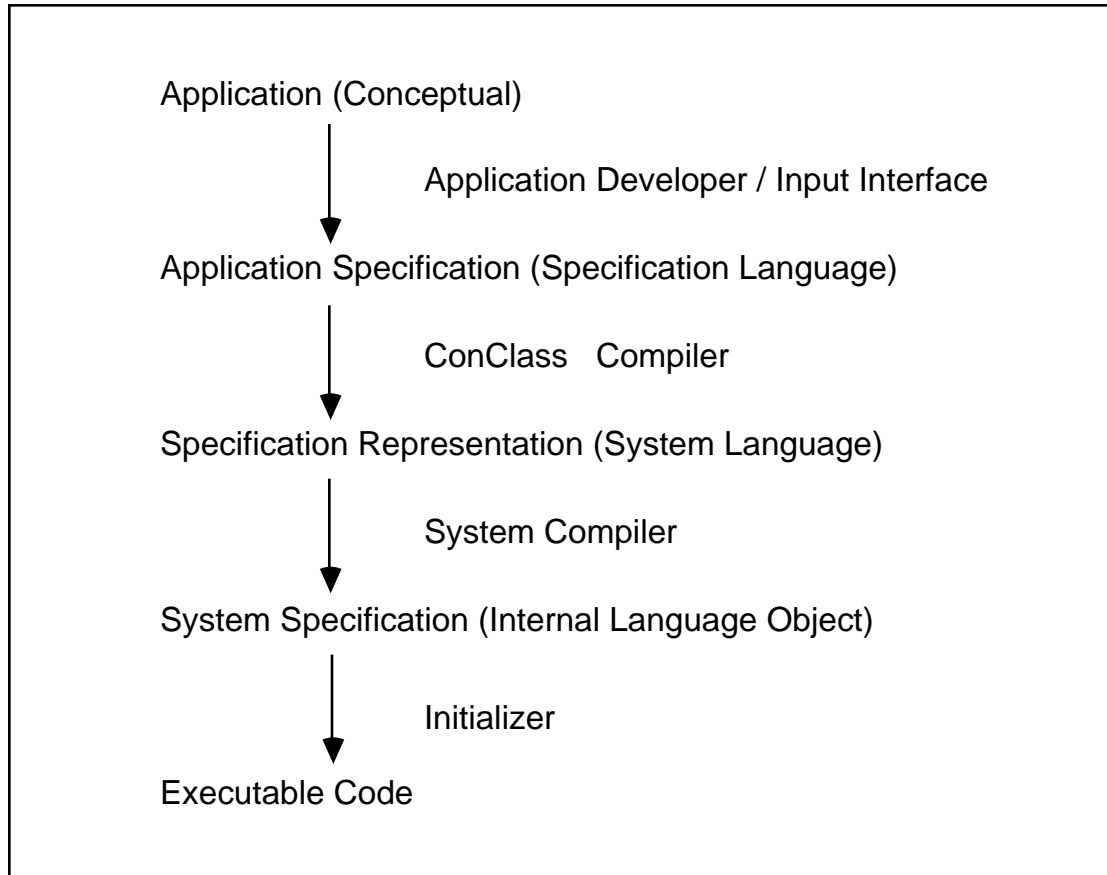 Application (Conceptual)
Application Developer / Input Interface
Application Specification (Specification Language)
ConClass Compiler
Specification Representation (System Language)
System Compiler
System Specification (Internal Language Object)
Initializer
Executable Code